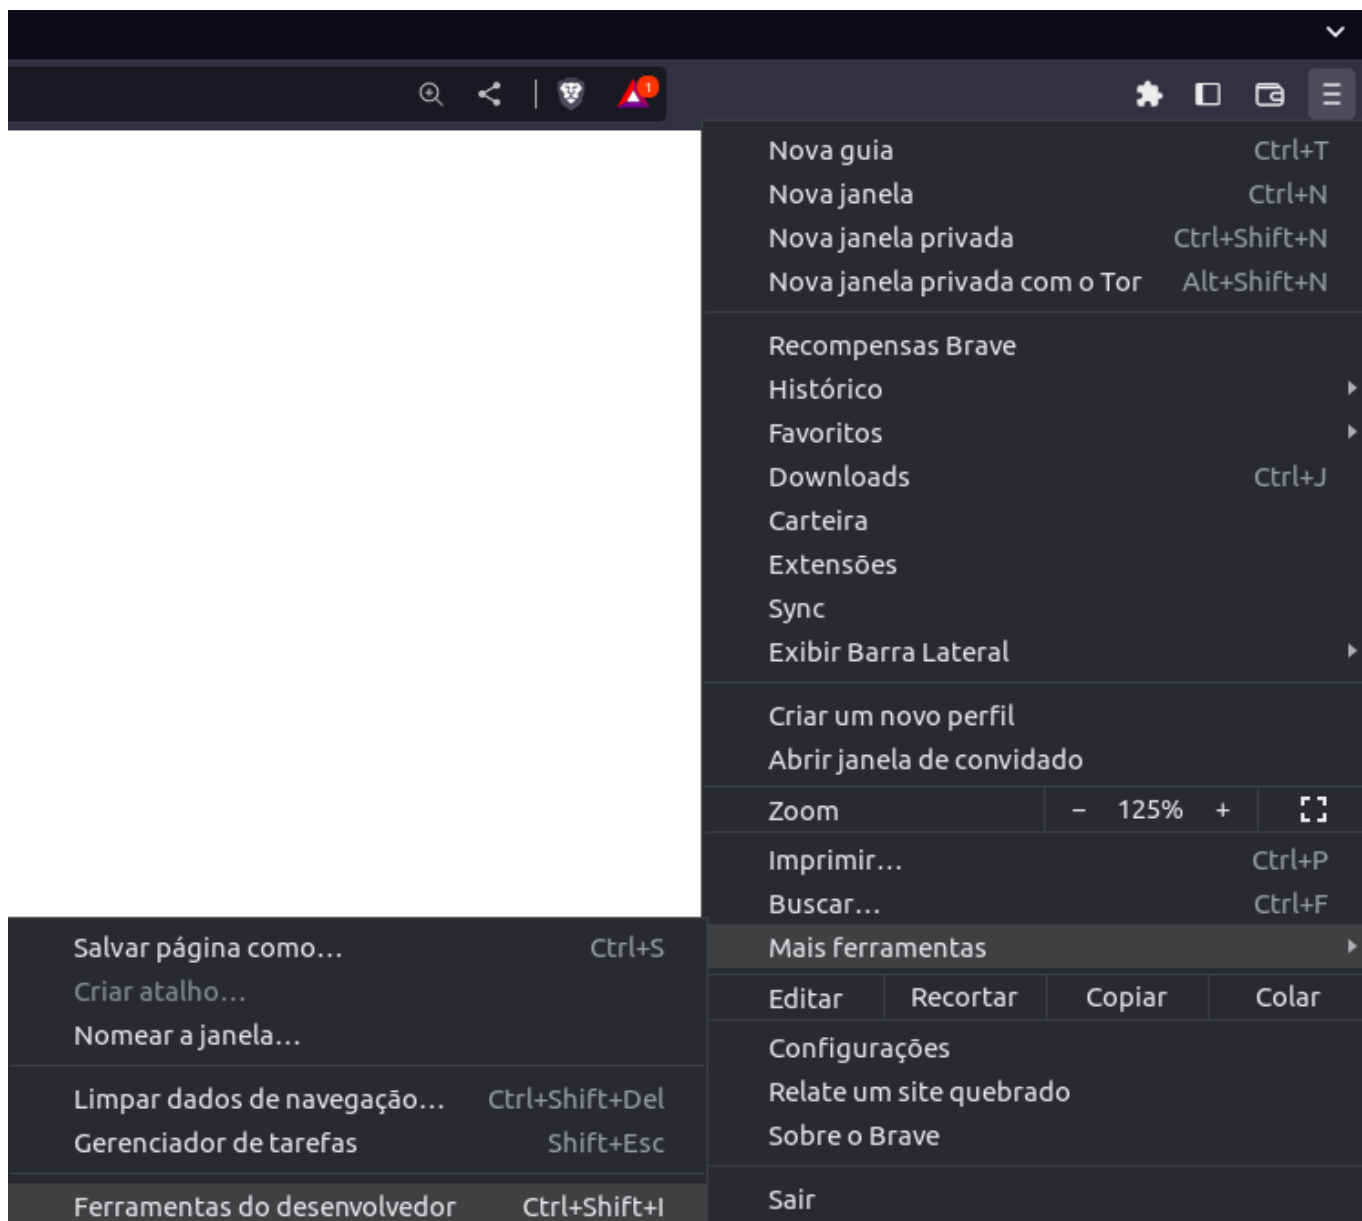 1
Nova guia Ctrl+T
Nova janela Ctrl+N
Nova janela privada Ctrl+Shift+N
Nova janela privada com o Tor Alt+Shift+N
Recompensas Brave
Histórico
Favoritos
Downloads Ctrl+J
Carteira
Extensões
Sync
Exibir Barra Lateral
Criar um novo perfil
Abrir janela de convidado
Zoom – 125% +
Imprimir... Ctrl+P
Buscar... Ctrl+F
Mais ferramentas
Editar Recortar Copiar Colar
Configurações
Relate um site quebrado
Sobre o Brave
Sair
Salvar página como... Ctrl+S
Criar atalho...
Nomear a janela...
Limpar dados de navegação... Ctrl+Shift+Del
Gerenciador de tarefas Shift+Esc
Ferramentas do desenvolvedor Ctrl+Shift+I